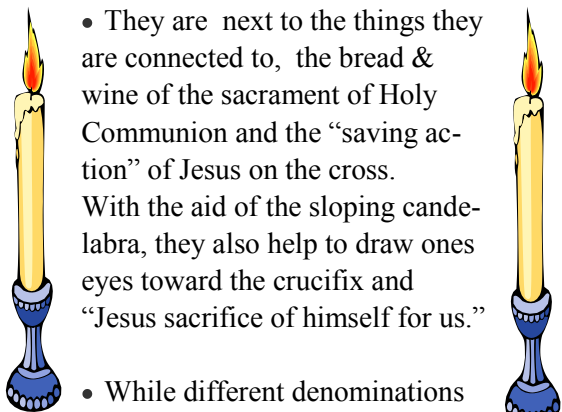 • They are  next to the things they
are connected to,  the bread &
wine of the sacrament of Holy
Communion and the “saving ac-
tion” of Jesus on the cross.
With the aid of the sloping cande-
labra, they also help to draw ones
eyes toward the crucifix and
“Jesus sacrifice of himself for us.”
• While different denominations